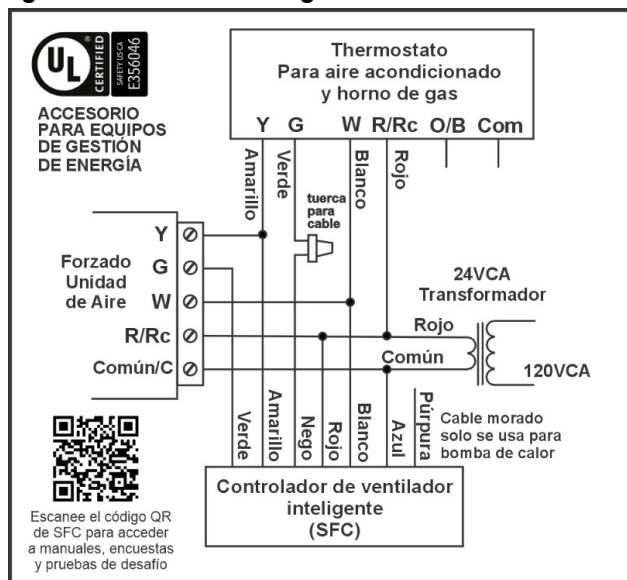 UL
CERTIFIED
SAFETY US-CA
E356046
ACCESORIO
PARA EQUIPOS
DE GESTIÓN
DE ENERGÍA
Thermostato
Para aire acondicionado
y horno de gas
Y G W R/Rc O/B Com
Amarillo
Verde
Blanco
Rojo
tuerca
para
cable
Forzado
Unidad
de Aire
Y
G
W
R/Rc
Común/C
24VCA
Transformador
Rojo
Común
120VCA
Verde
Amarillo
Nego
Rojo
Blanco
Azul
Púrpura
Cable morado
solo se usa para
bomba de calor
Controlador de ventilador
inteligente
(SFC)
Escanee el código QR
de SFC para acceder
a manuales, encuestas
y pruebas de desafío